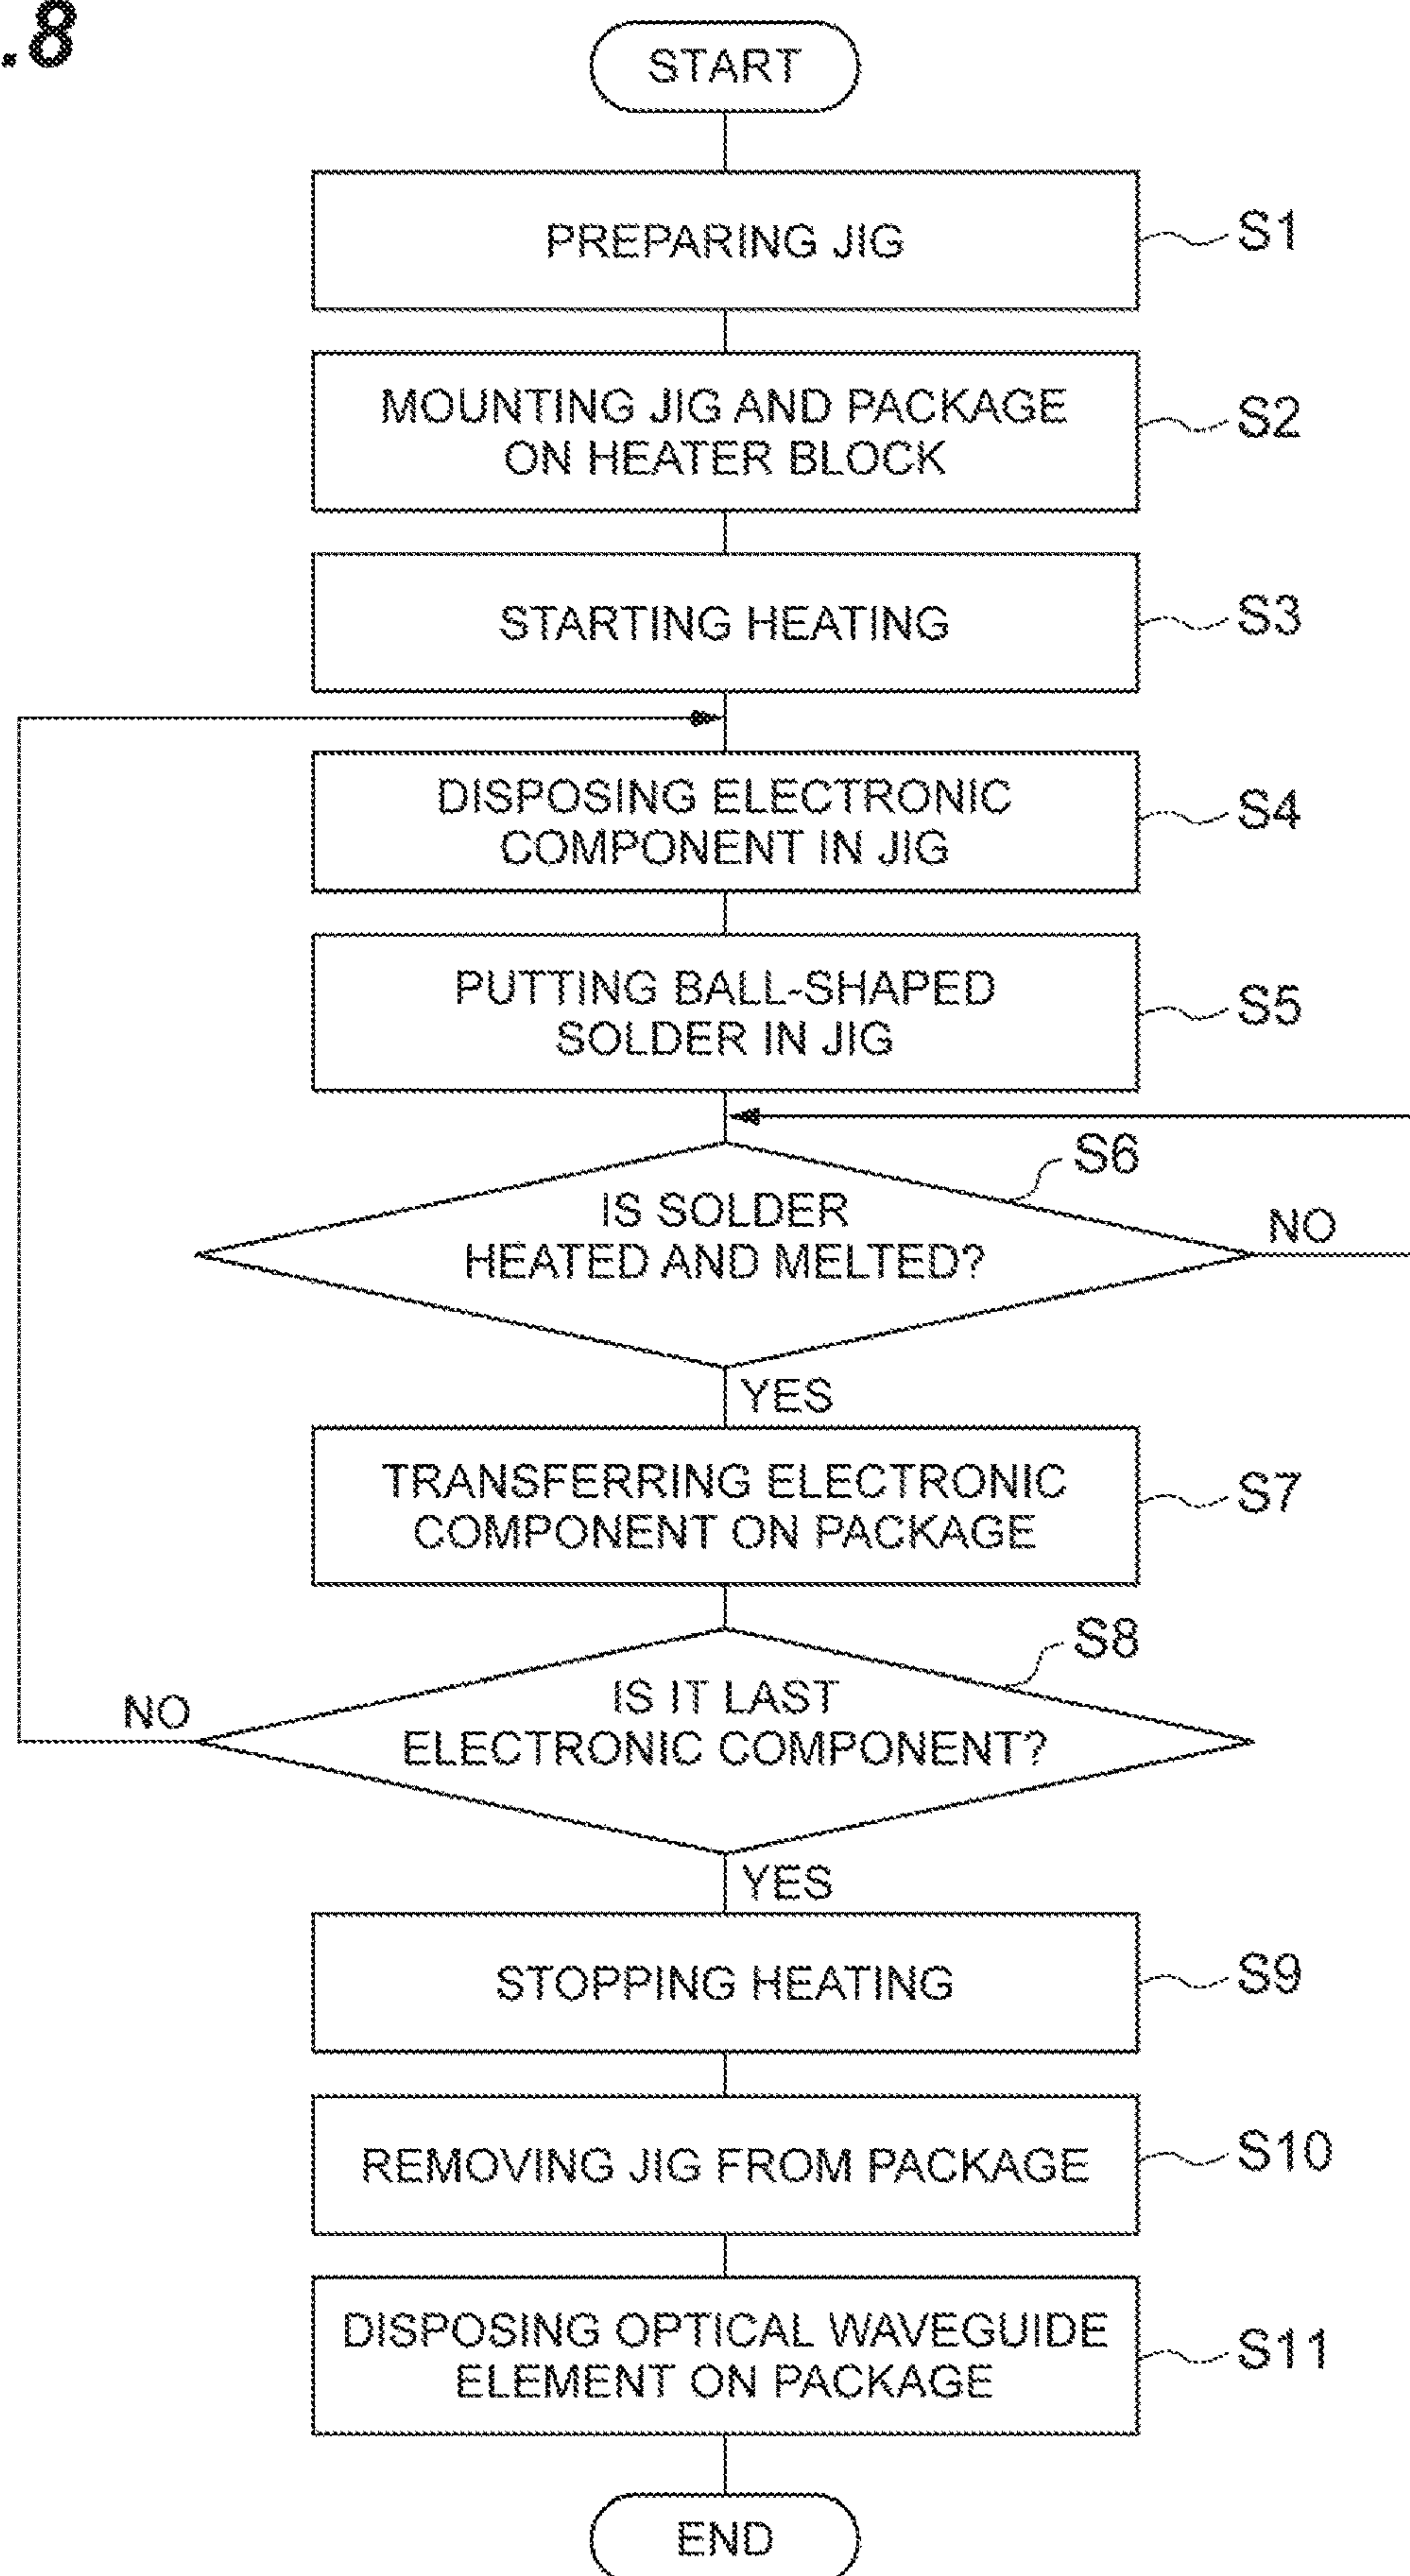 .8
START
PREPARING JIG
S1
MOUNTING JIG AND PACKAGE
ON HEATER BLOCK
S2
STARTING HEATING
S3
DISPOSING ELECTRONIC
COMPONENT IN JIG
S4
PUTTING BALL-SHAPED
SOLDER IN JIG
S5
S6
IS SOLDER
HEATED AND MELTED?
NO
YES
TRANSFERRING ELECTRONIC
COMPONENT ON PACKAGE
S7
S8
IS IT LAST
ELECTRONIC COMPONENT?
NO
YES
STOPPING HEATING
S9
REMOVING JIG FROM PACKAGE
S10
DISPOSING OPTICAL WAVEGUIDE
ELEMENT ON PACKAGE
S11
END